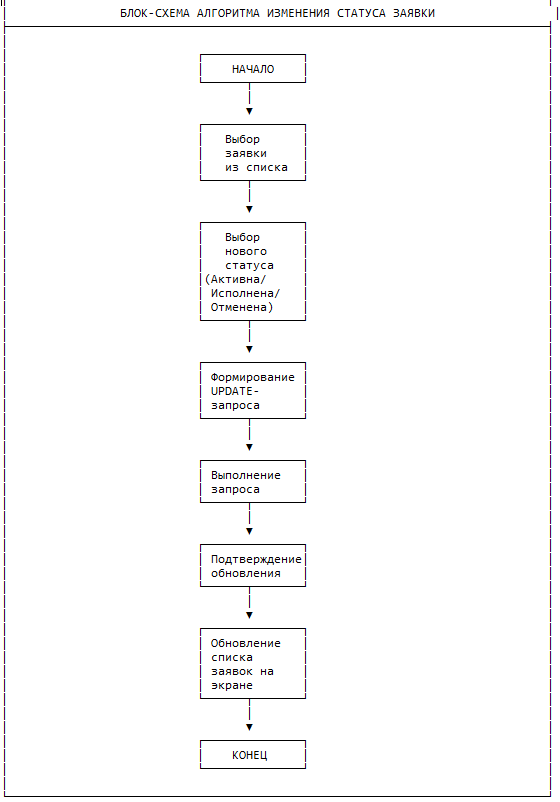 БЛОК-СХЕМА АЛГОРИТМА ИЗМЕНЕНИЯ СТАТУСА ЗАЯВКИ
НАЧАЛО
Выбор
заявки
из списка
Выбор
нового
статуса
(Активна/
Исполнена/
Отменена)
Формирование
UPDATE-
запроса
Выполнение
запроса
Подтверждение
обновления
Обновление
списка
заявок на
экране
КОНЕЦ